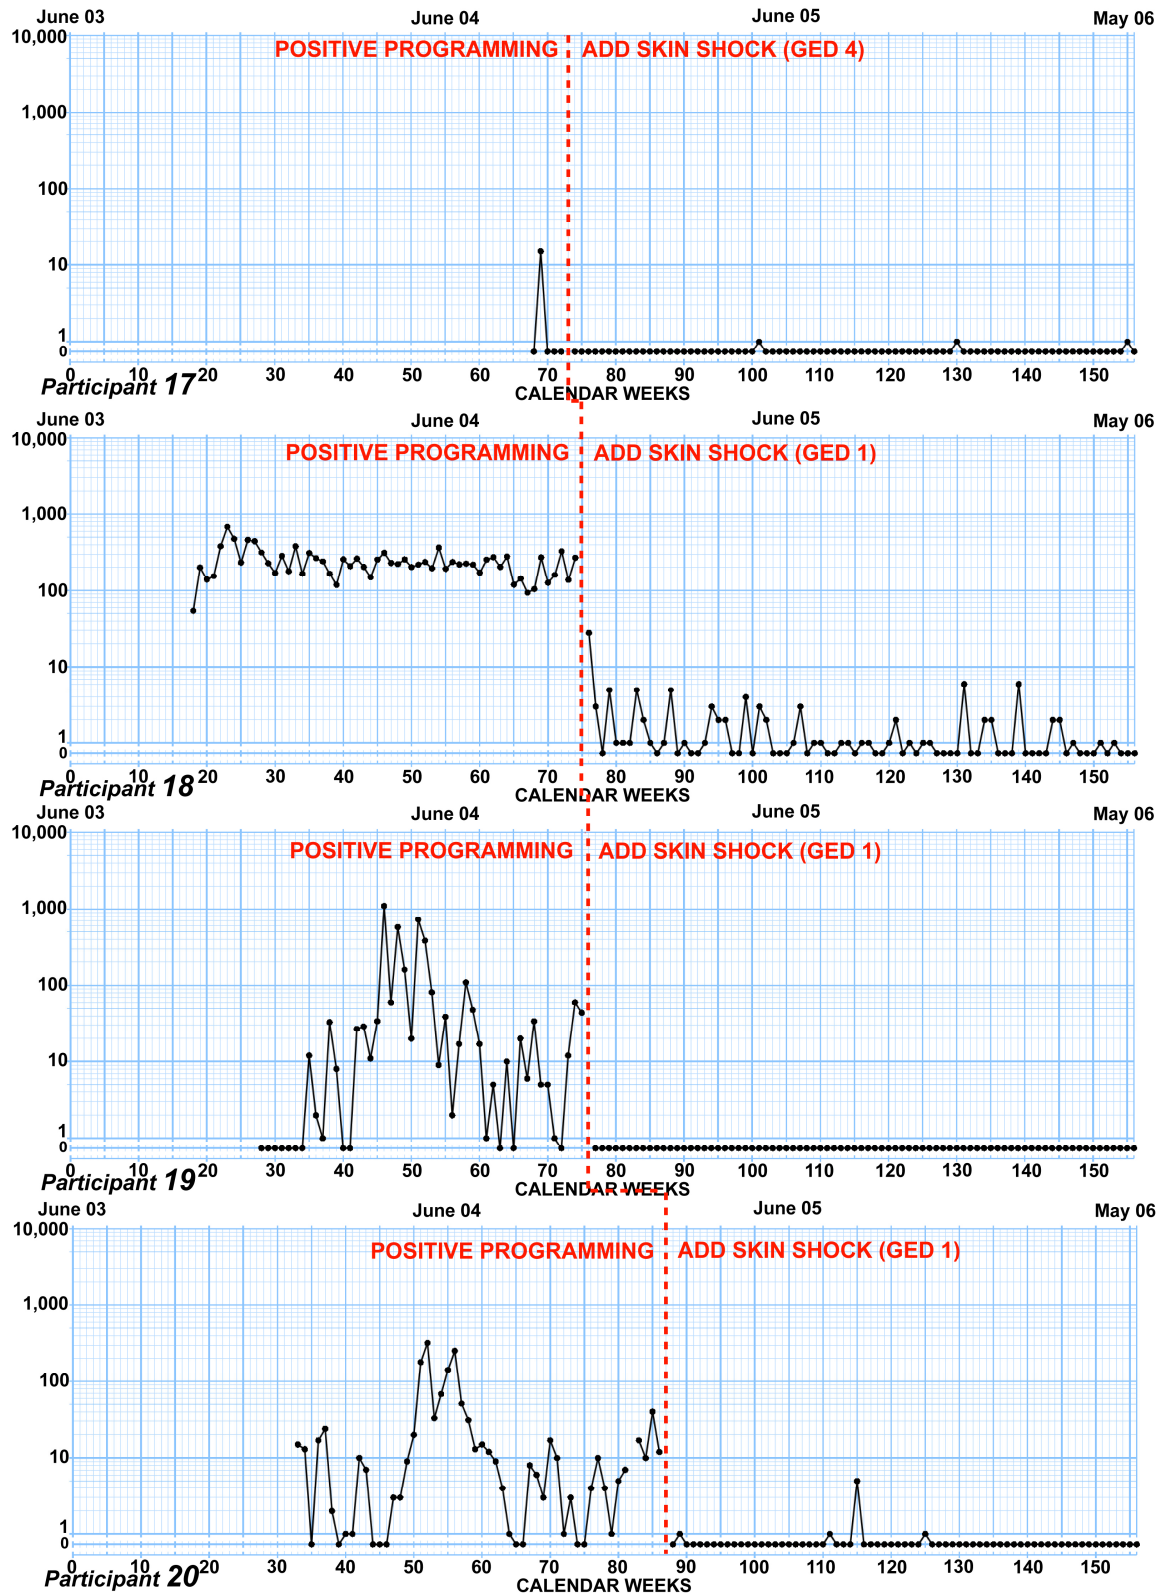 June 03 June 04 June 05 May 06
10,000
POSITIVE PROGRAMMING ADD SKIN SHOCK (GED 4)
1,000
100
10
1
0
0 10 20 30 40 50 60 70 80 90 100 110 120 130 140 150
Participant 17 CALENDAR WEEKS
June 03 June 04 June 05 May 06
10,000
POSITIVE PROGRAMMING ADD SKIN SHOCK (GED 1)
1,000
100
10
1
0
0 10 20 30 40 50 60 70 80 90 100 110 120 130 140 150
Participant 18 CALENDAR WEEKS
June 03 June 04 June 05 May 06
10,000
POSITIVE PROGRAMMING ADD SKIN SHOCK (GED 1)
1,000
100
10
1
0
0 10 20 30 40 50 60 70 80 90 100 110 120 130 140 150
Participant 19 CALENDAR WEEKS
June 03 June 04 June 05 May 06
10,000
POSITIVE PROGRAMMING ADD SKIN SHOCK (GED 1)
1,000
100
10
1
0
0 10 20 30 40 50 60 70 80 90 100 110 120 130 140 150
Participant 20 CALENDAR WEEKS